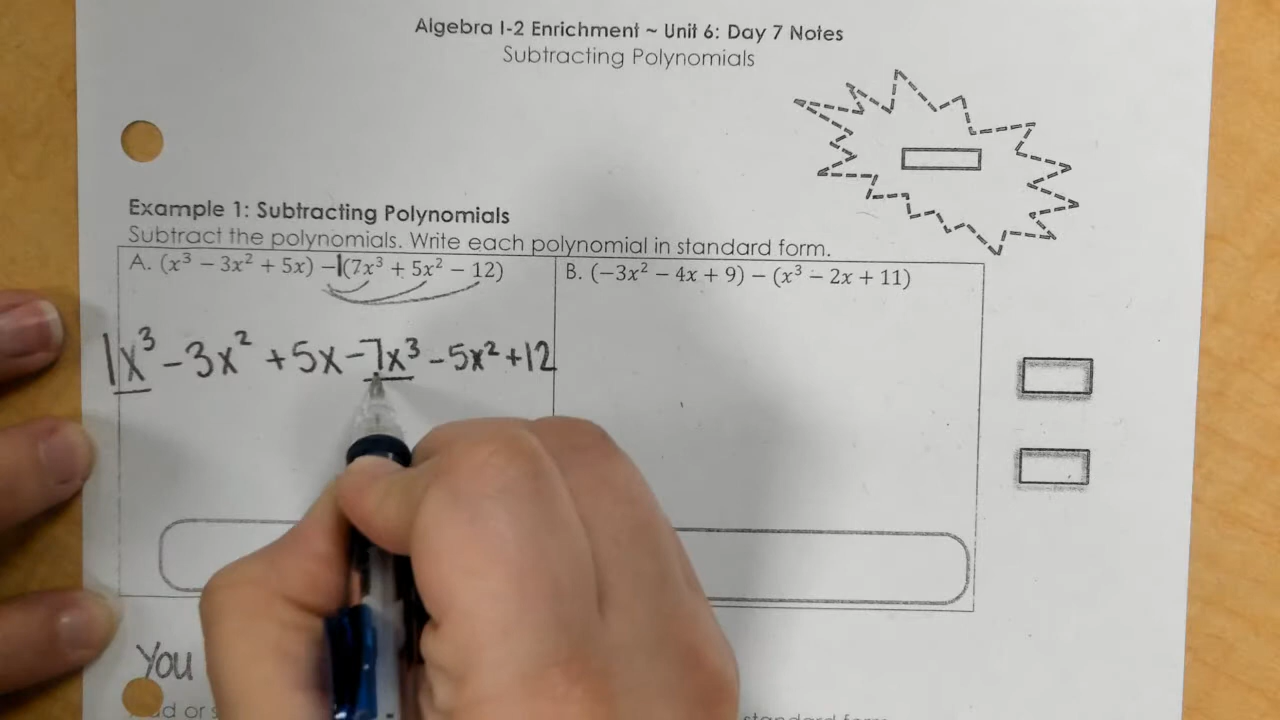 Algebra I-2 Enrichment ~ Unit 6: Day 7 Notes
Subtracting Polynomials
Example 1: Subtracting Polynomials
Subtract the polynomials. Write each polynomial in standard form.
A. (x³ – 3x² + 5x) –1(7x³ + 5x² – 12)
B. (−3x² – 4x + 9) – (x³ – 2x + 11)
1x³ -3x² +5x-7x³ -5x² +12
You